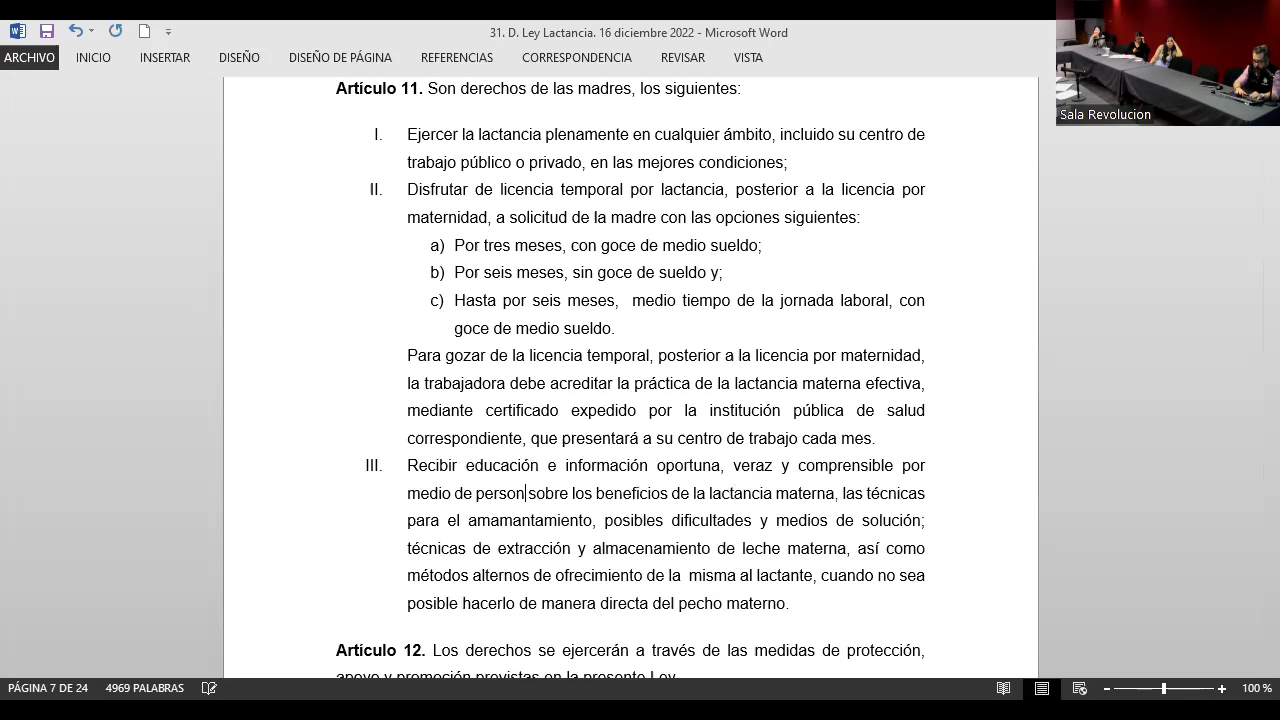 31. D. Ley Lactancia. 16 diciembre 2022 - Microsoft Word
ARCHIVO INICIO INSERTAR DISEÑO DISEÑO DE PÁGINA REFERENCIAS CORRESPONDENCIA REVISAR VISTA
Sala Revolucion
Artículo 11. Son derechos de las madres, los siguientes:
I. Ejercer la lactancia plenamente en cualquier ámbito, incluido su centro de
trabajo público o privado, en las mejores condiciones;
II. Disfrutar de licencia temporal por lactancia, posterior a la licencia por
maternidad, a solicitud de la madre con las opciones siguientes:
a) Por tres meses, con goce de medio sueldo;
b) Por seis meses, sin goce de sueldo y;
c) Hasta por seis meses, medio tiempo de la jornada laboral, con
goce de medio sueldo.
Para gozar de la licencia temporal, posterior a la licencia por maternidad,
la trabajadora debe acreditar la práctica de la lactancia materna efectiva,
mediante certificado expedido por la institución pública de salud
correspondiente, que presentará a su centro de trabajo cada mes.
III. Recibir educación e información oportuna, veraz y comprensible por
medio de person sobre los beneficios de la lactancia materna, las técnicas
para el amamantamiento, posibles dificultades y medios de solución;
técnicas de extracción y almacenamiento de leche materna, así como
métodos alternos de ofrecimiento de la misma al lactante, cuando no sea
posible hacerlo de manera directa del pecho materno.
Artículo 12. Los derechos se ejercerán a través de las medidas de protección,
apoyo y promoción previstas en la presente Ley.
PÁGINA 7 DE 24 4969 PALABRAS 100 %